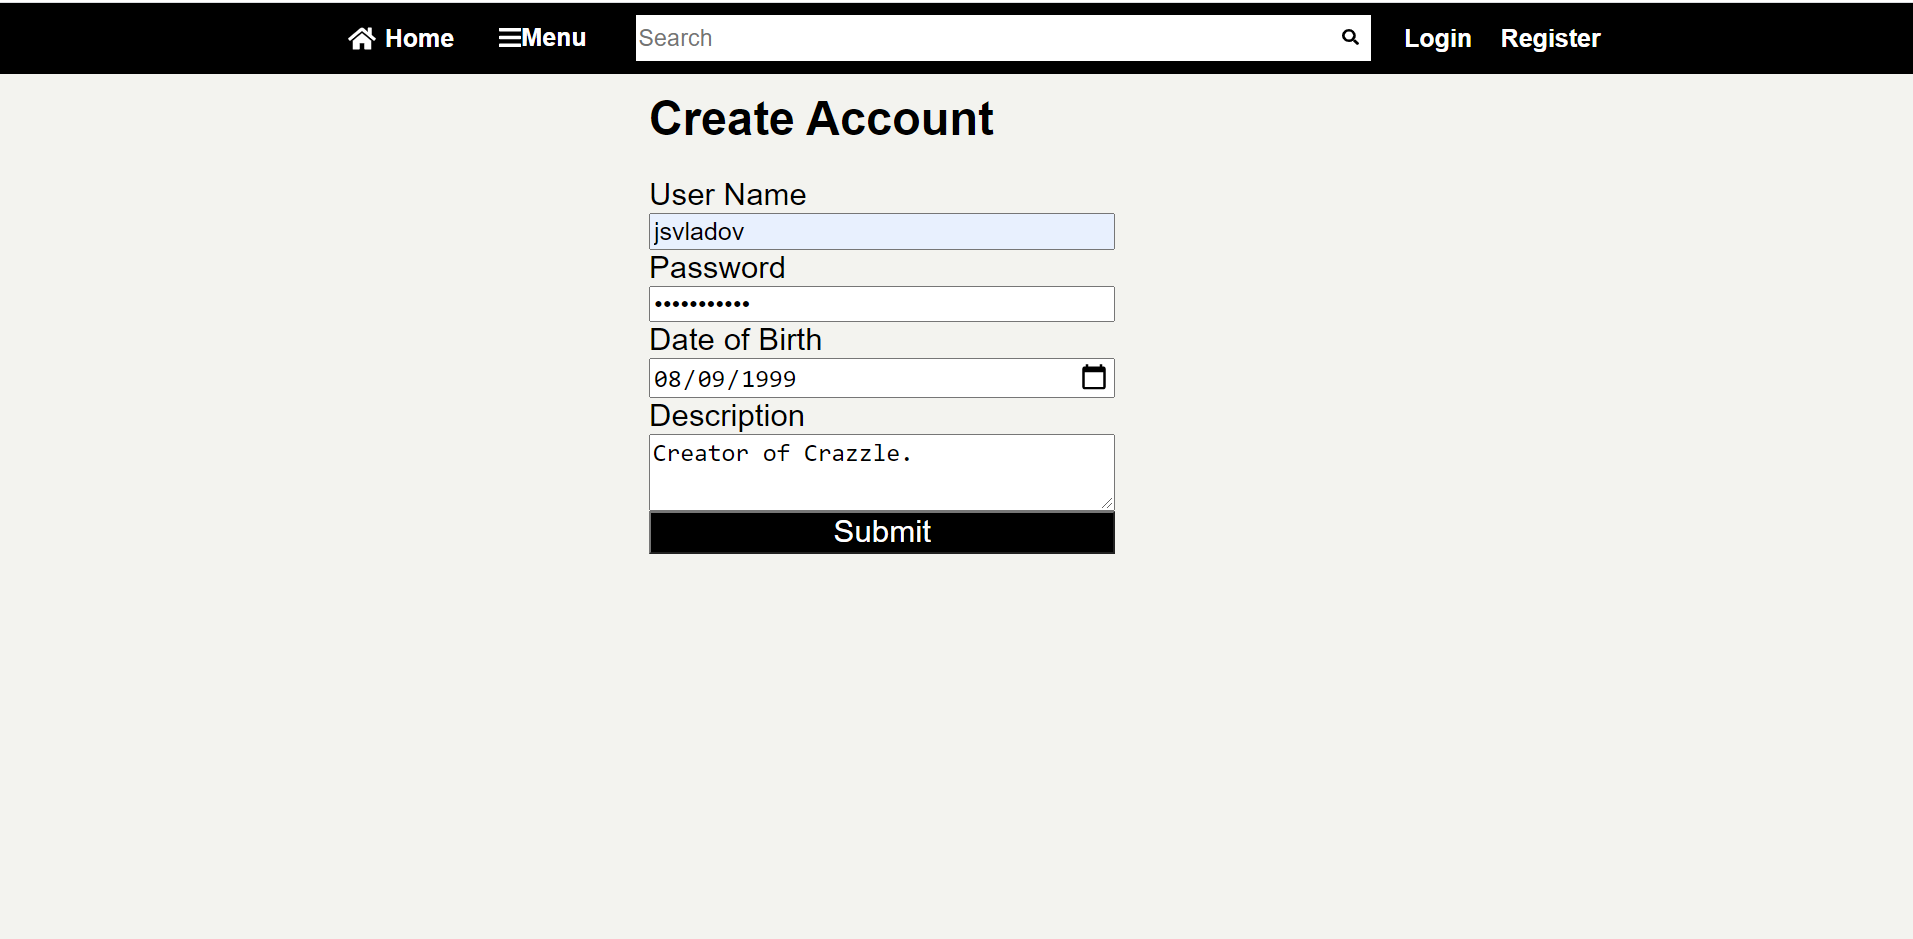 Home Menu Search Login Register
Create Account
User Name
jsvladov
Password
•••••••••••
Date of Birth
08/09/1999
Description
Creator of Crazzle.
Submit